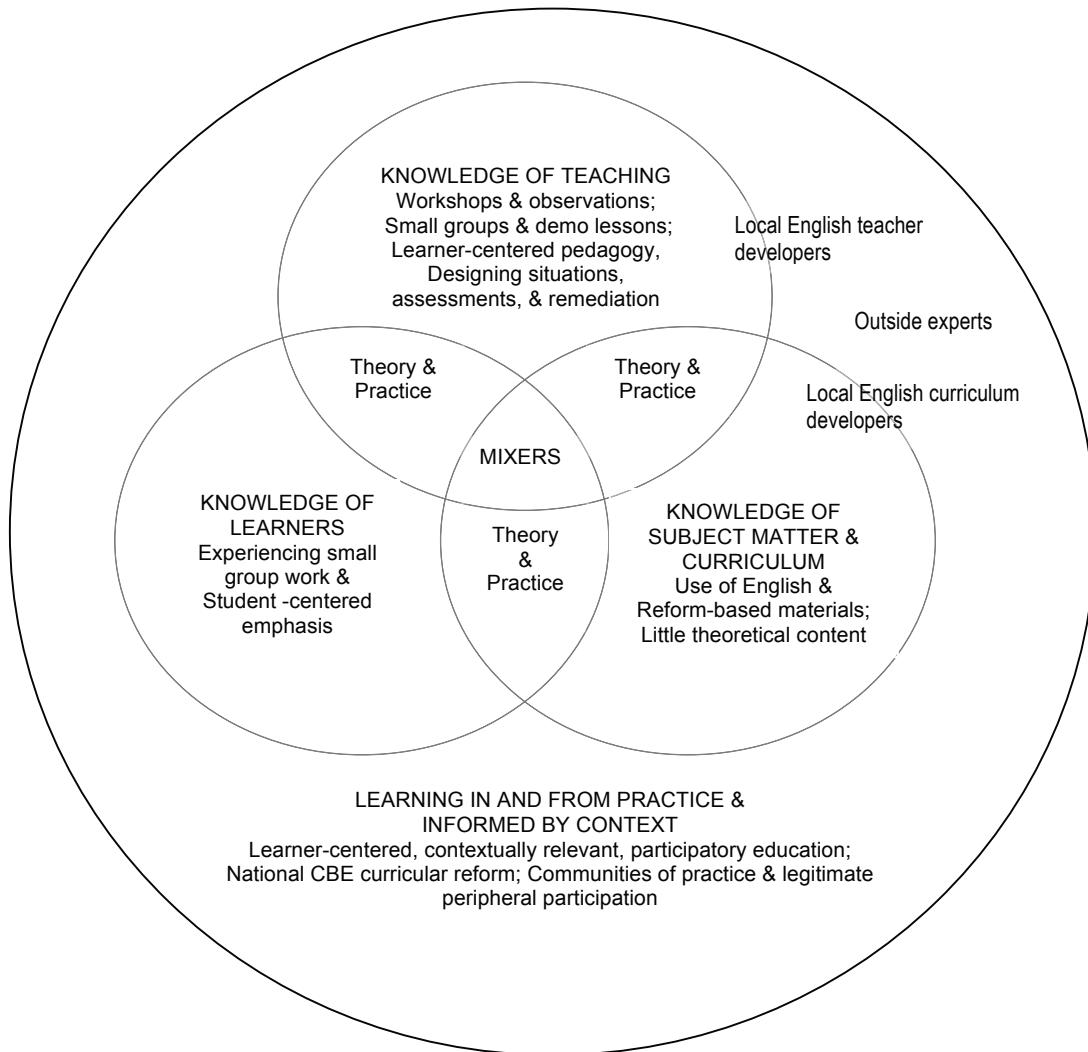 KNOWLEDGE OF TEACHING
Workshops & observations;
Small groups & demo lessons;
Learner-centered pedagogy,
Designing situations,
assessments, & remediation
Local English teacher
developers
Outside experts
Local English curriculum
developers
Theory &
Practice
Theory &
Practice
MIXERS
KNOWLEDGE OF
LEARNERS
Experiencing small
group work &
Student -centered
emphasis
Theory
&
Practice
KNOWLEDGE OF
SUBJECT MATTER &
CURRICULUM
Use of English &
Reform-based materials;
Little theoretical content
LEARNING IN AND FROM PRACTICE &
INFORMED BY CONTEXT
Learner-centered, contextually relevant, participatory education;
National CBE curricular reform; Communities of practice & legitimate
peripheral participation